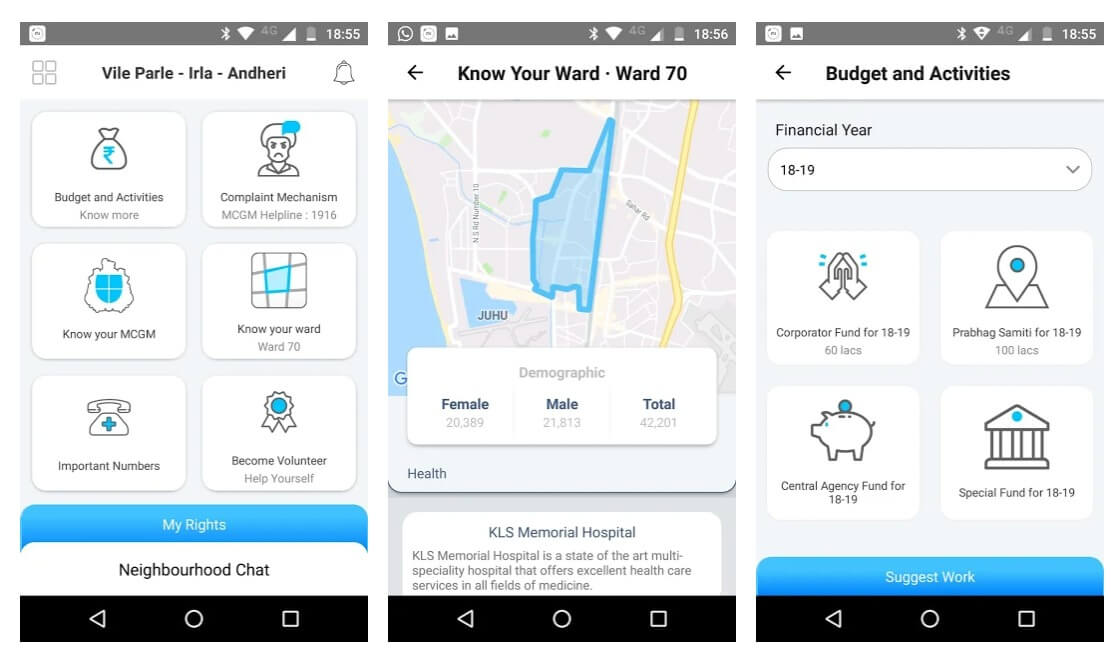 4G 18:55
Vile Parle - Irla - Andheri
Budget and Activities
Know more
Complaint Mechanism
MCGM Helpline : 1916
Know your MCGM
Know your ward
Ward 70
Important Numbers
Become Volunteer
Help Yourself
My Rights
Neighbourhood Chat
4G 18:56
Know Your Ward · Ward 70
N.S Rd Number 10
Sahar Rd
JUHU
G
Demographic
Female
Male
Total
20,389
21,813
42,201
Health
KLS Memorial Hospital
KLS Memorial Hospital is a state of the art multi-
speciality hospital that offers excellent health care
services in all fields of medicine.
4G 18:55
Budget and Activities
Financial Year
18-19
Corporator Fund for 18-19
60 lacs
Prabhag Samiti for 18-19
100 lacs
Central Agency Fund for
18-19
Special Fund for 18-19
Suggest Work